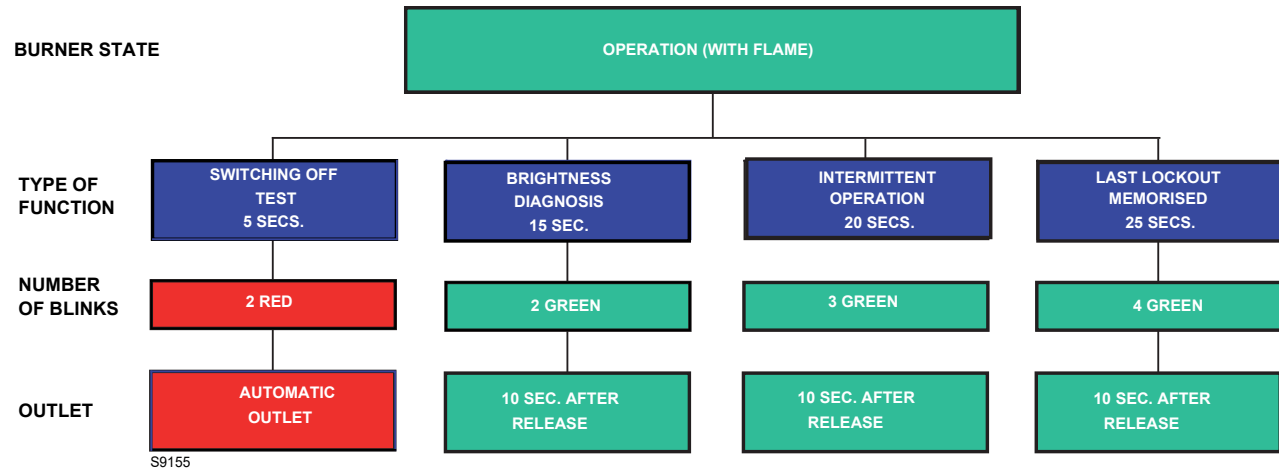 BURNER STATE
OPERATION (WITH FLAME)
TYPE OF
FUNCTION
SWITCHING OFF
TEST
5 SECS.
BRIGHTNESS
DIAGNOSIS
15 SEC.
INTERMITTENT
OPERATION
20 SECS.
LAST LOCKOUT
MEMORISED
25 SECS.
NUMBER
OF BLINKS
2 RED
2 GREEN
3 GREEN
4 GREEN
OUTLET
AUTOMATIC
OUTLET
10 SEC. AFTER
RELEASE
10 SEC. AFTER
RELEASE
10 SEC. AFTER
RELEASE
S9155